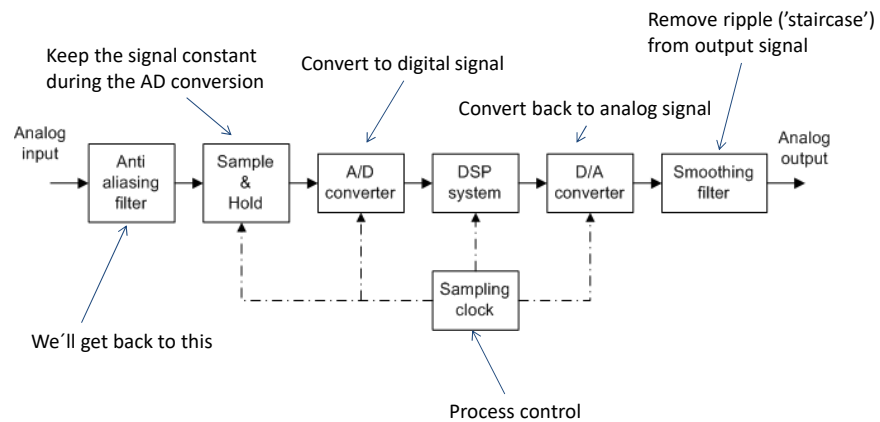 Remove ripple ('staircase')
from output signal
Keep the signal constant
during the AD conversion
Convert to digital signal
Convert back to analog signal
Analog
input
Anti
aliasing
filter
Sample
&
Hold
A/D
converter
DSP
system
D/A
converter
Smoothing
filter
Analog
output
Sampling
clock
We´ll get back to this
Process control